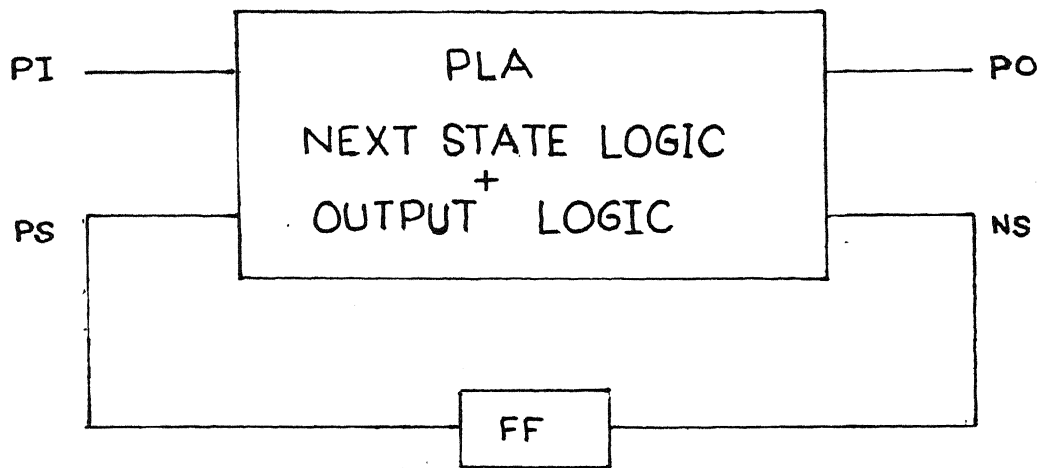 PLA
PI
PO
NEXT STATE LOGIC
+
OUTPUT LOGIC
PS
NS
FF